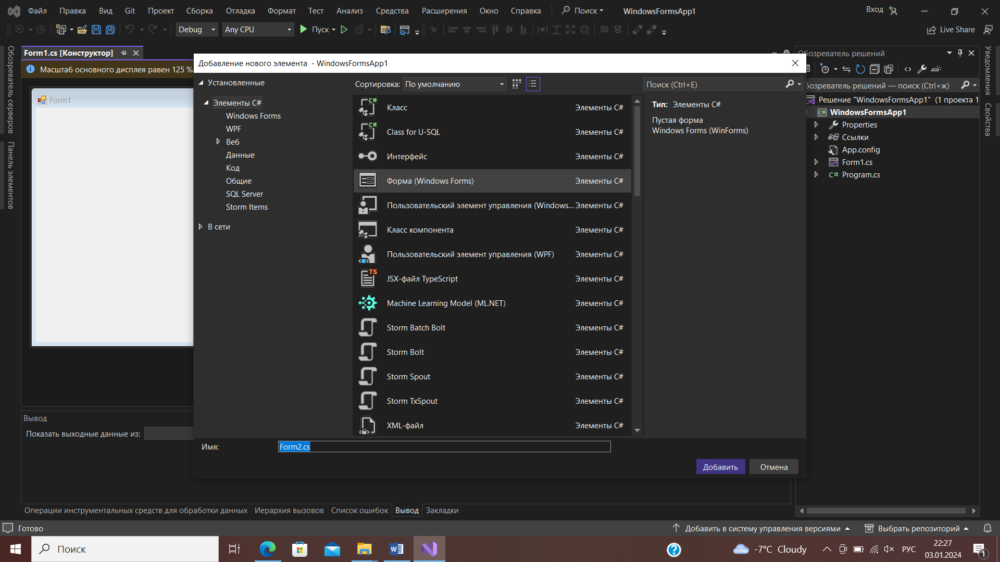 Файл Правка Вид Git Проект Сборка Отладка Формат Тест Анализ Средства Расширения Окно Справка Поиск WindowsFormsApp1 Вход
Debug Any CPU Пуск Live Share
Form1.cs [Конструктор]
Масштаб основного дисплея равен 125 %
Form1
Обозреватель серверов
Панель элементов
Добавление нового элемента - WindowsFormsApp1
Установленные
Элементы C#
Windows Forms
WPF
Веб
Данные
Код
Общие
SQL Server
Storm Items
В сети
Сортировка: По умолчанию
Класс Элементы C#
Class for U-SQL Элементы C#
Интерфейс Элементы C#
Форма (Windows Forms) Элементы C#
Пользовательский элемент управления (Windows... Элементы C#
Класс компонента Элементы C#
Пользовательский элемент управления (WPF) Элементы C#
JSX-файл TypeScript Элементы C#
Machine Learning Model (ML.NET) Элементы C#
Storm Batch Bolt Элементы C#
Storm Bolt Элементы C#
Storm Spout Элементы C#
Storm TxSpout Элементы C#
XML-файл Элементы C#
Поиск (Ctrl+E)
Тип: Элементы C#
Пустая форма
Windows Forms (WinForms)
Имя: Form2.cs
Добавить Отмена
Обозреватель решений
бозреватель решений — поиск (Ctrl+ж)
Решение "WindowsFormsApp1" (1 проекта 1
WindowsFormsApp1
Properties
Ссылки
App.config
Form1.cs
Program.cs
Уведомления
Свойства
Вывод
Показать выходные данные из:
Операции инструментальных средств для обработки данных Иерархия вызовов Список ошибок Вывод Закладки
Готово Добавить в систему управления версиями Выбрать репозиторий
Поиск -7°C Cloudy РУС 22:27
03.01.2024 1